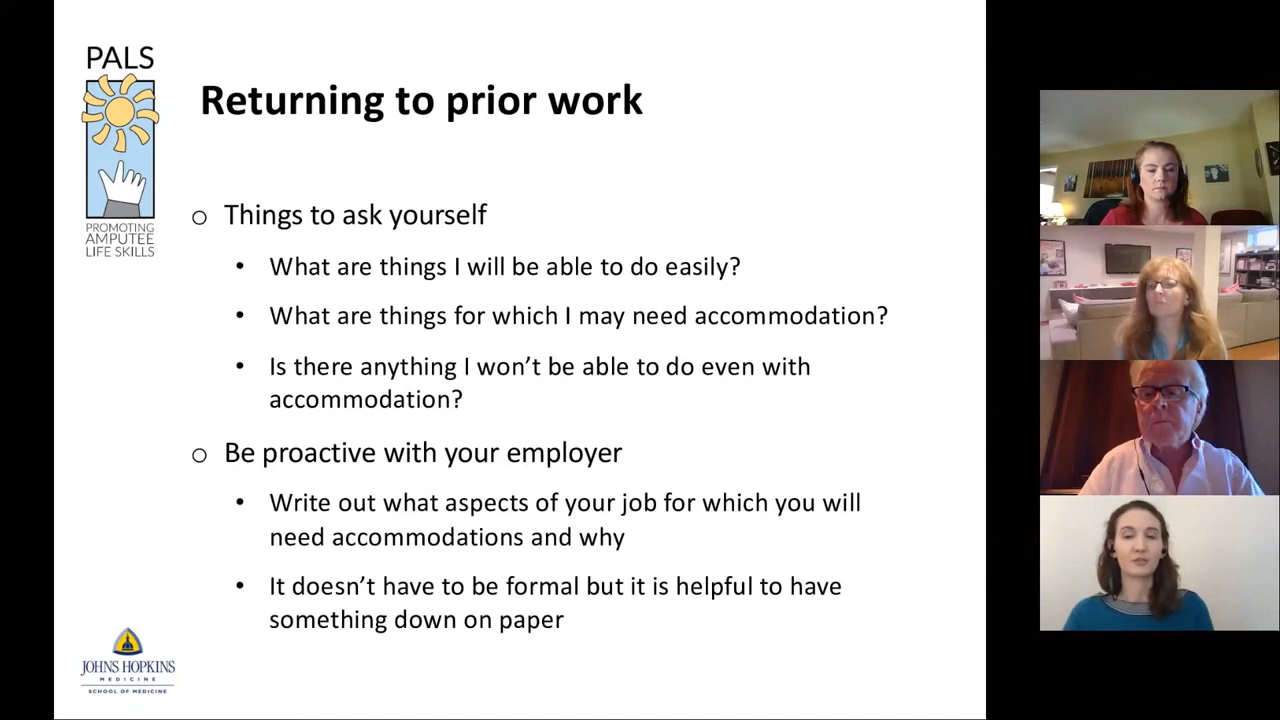 PALS
PROMOTING
AMPUTEE
LIFE SKILLS
Returning to prior work
o Things to ask yourself
• What are things I will be able to do easily?
• What are things for which I may need accommodation?
• Is there anything I won’t be able to do even with
accommodation?
o Be proactive with your employer
• Write out what aspects of your job for which you will
need accommodations and why
• It doesn’t have to be formal but it is helpful to have
something down on paper
JOHNS HOPKINS
MEDICINE
SCHOOL OF MEDICINE